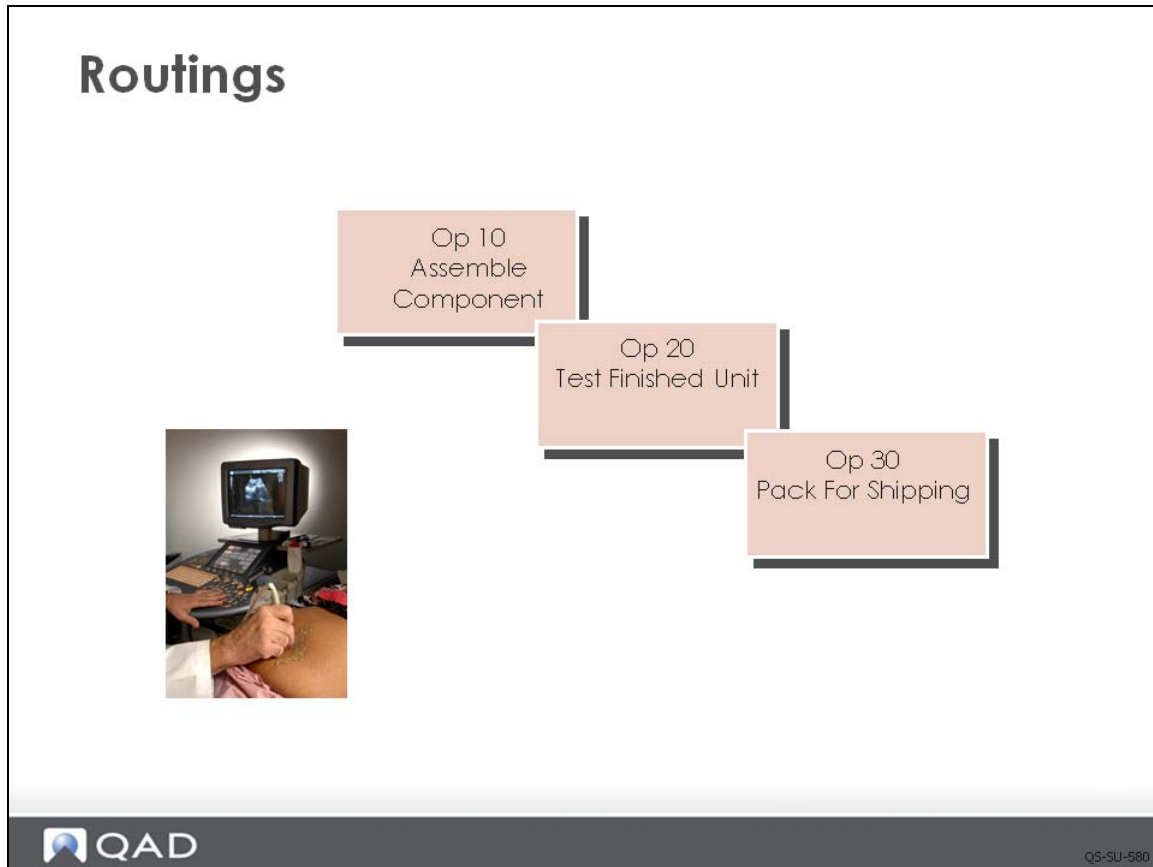 Routings
Op 10
Assemble
Component
Op 20
Test Finished Unit
Op 30
Pack For Shipping
QAD
QS-SU-580